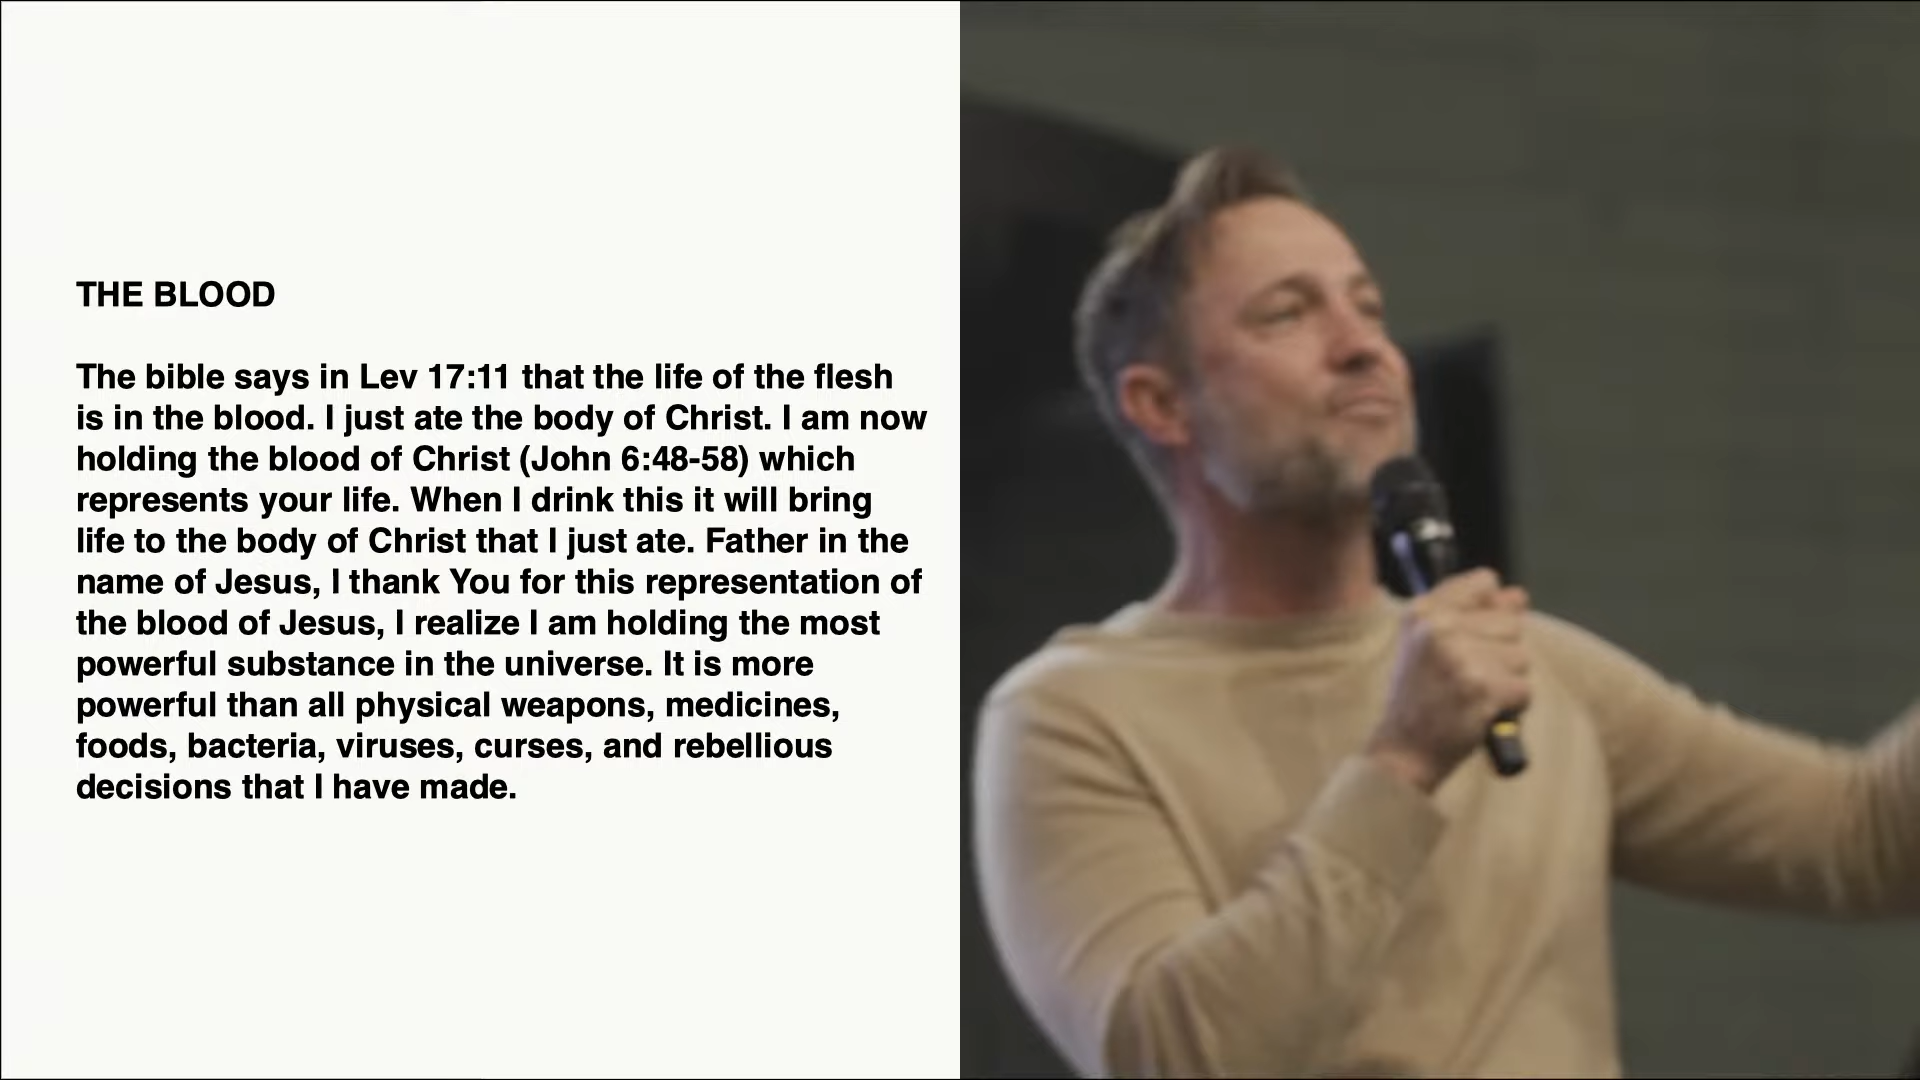 THE BLOOD
The bible says in Lev 17:11 that the life of the flesh
is in the blood. I just ate the body of Christ. I am now
holding the blood of Christ (John 6:48-58) which
represents your life. When I drink this it will bring
life to the body of Christ that I just ate. Father in the
name of Jesus, I thank You for this representation of
the blood of Jesus, I realize I am holding the most
powerful substance in the universe. It is more
powerful than all physical weapons, medicines,
foods, bacteria, viruses, curses, and rebellious
decisions that I have made.